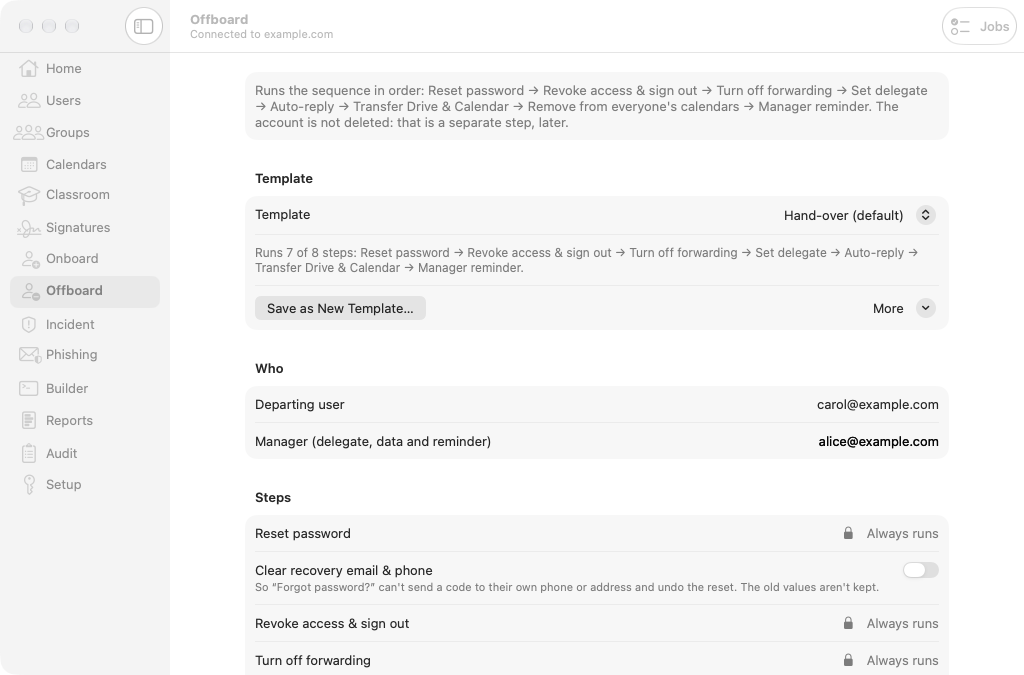 Offboard
Connected to example.com
Jobs
Home
Users
Groups
Calendars
Classroom
Signatures
Onboard
Offboard
Incident
Phishing
Builder
Reports
Audit
Setup
Runs the sequence in order: Reset password → Revoke access & sign out → Turn off forwarding → Set delegate
→ Auto-reply → Transfer Drive & Calendar → Remove from everyone's calendars → Manager reminder. The
account is not deleted: that is a separate step, later.
Template
Template
Hand-over (default)
Runs 7 of 8 steps: Reset password → Revoke access & sign out → Turn off forwarding → Set delegate → Auto-reply →
Transfer Drive & Calendar → Manager reminder.
Save as New Template...
More
Who
Departing user
carol@example.com
Manager (delegate, data and reminder)
alice@example.com
Steps
Reset password
Always runs
Clear recovery email & phone
So “Forgot password?” can't send a code to their own phone or address and undo the reset. The old values aren't kept.
Revoke access & sign out
Always runs
Turn off forwarding
Always runs